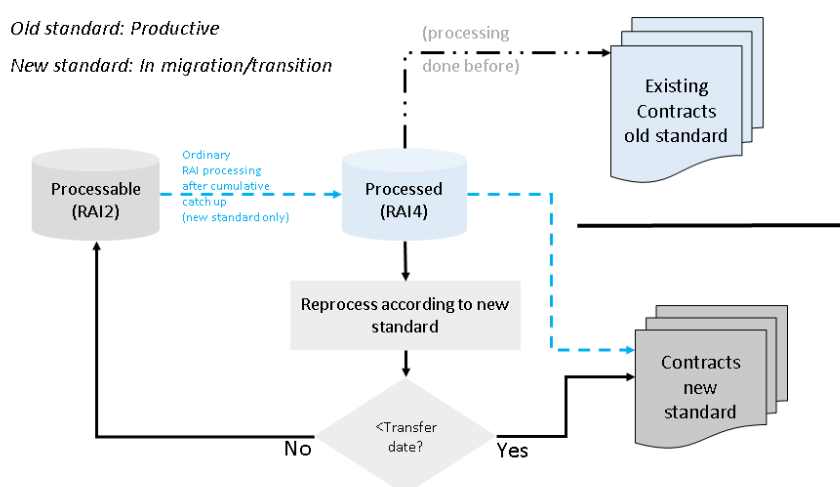 Old standard: Productive
New standard: In migration/transition
(processing
done before)
Existing
Contracts
old standard
Processable
(RAI2)
Ordinary
RAI processing
after cumulative
catch up
(new standard only)
Processed
(RAI4)
Reprocess according to new
standard
Contracts
new
standard
<Transfer
date?
No
Yes